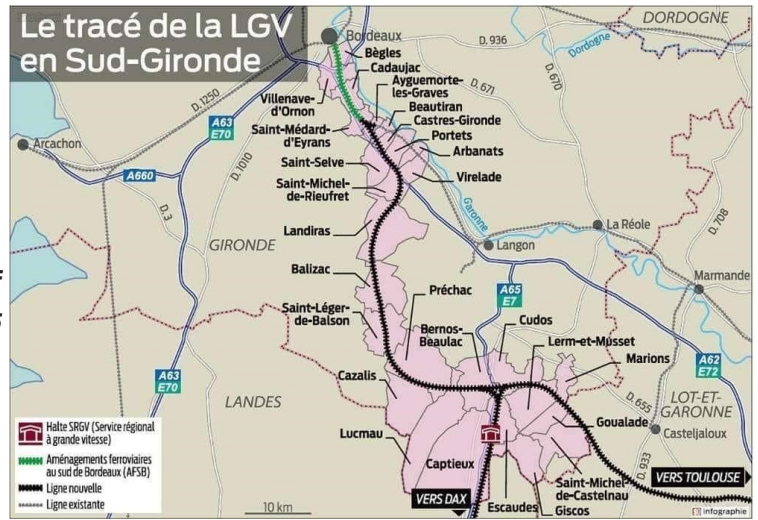 Le tracé de la LGV
en Sud-Gironde
DORDOGNE
Bordeaux
D. 936
Dordogne
Bègles
Cadaujac
D. 671
D. 670
Ayguemorte-
les-Graves
Villenave-
d'Ornon
Beautiran
Castres-Gironde
D. 1250
A63
E70
Saint-Médard-
d'Eyrans
Portets
Arbanats
Arcachon
Saint-Selve
A660
D. 1010
Saint-Michel-
de-Rieufret
Virelade
D. 3
Garonne
La Réole
D. 708
Landiras
GIRONDE
Langon
Balizac
Marmande
Préchac
A65
E7
Saint-Léger-
de-Balson
Cudos
Bernos-
Beaulac
Lerm-et-Musset
Marions
A62
E72
A63
E70
Cazalis
LANDES
D. 655
LOT-ET-
GARONNE
Goualade
Casteljaloux
Lucmau
D. 933
Captieux
Saint-Michel-
de-Castelnau
VERS TOULOUSE
VERS DAX
Escaudes
Giscos
Halte SRGV (Service régional
à grande vitesse)
Aménagements ferroviaires
au sud de Bordeaux (AFSB)
Ligne nouvelle
Ligne existante
10 km
infographie